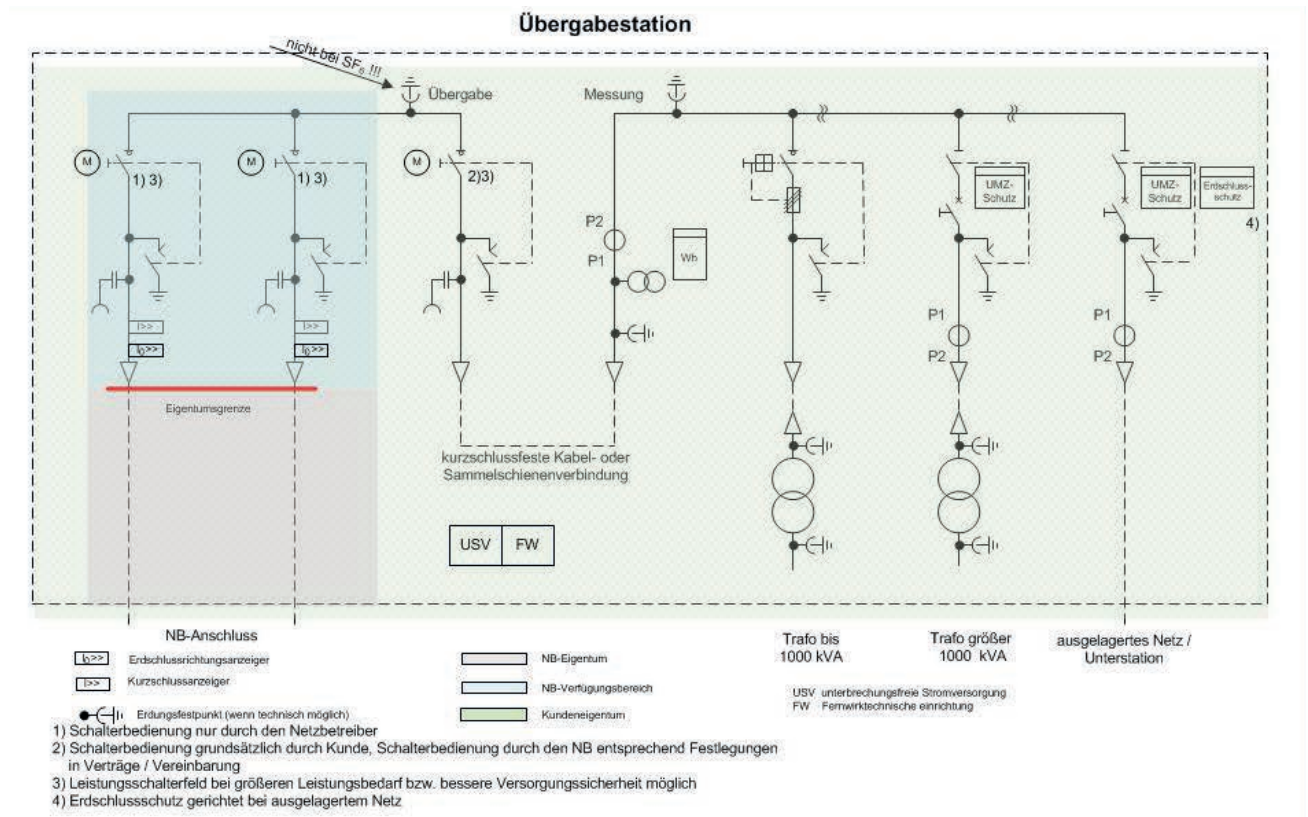 Übergabestation
nicht bei SF₆ !!!
Übergabe
Messung
M
1) 3)
M
1) 3)
M
2)3)
UMZ-
Schutz
UMZ-
Schutz
Erdschluss-
schutz
4)
P2
P1
Wh
I>>
I₀>>
I>>
I₀>>
P1
P2
P1
P2
Eigentumsgrenze
kurzschlussfeste Kabel- oder
Sammelschienenverbindung
USV FW
NB-Anschluss
I₀>> Erdschlussrichtungsanzeiger
I>> Kurzschlussanzeiger
Erdungsfestpunkt (wenn technisch möglich)
NB-Eigentum
NB-Verfügungsbereich
Kundeneigentum
Trafo bis
1000 kVA
Trafo größer
1000 kVA
ausgelagertes Netz /
Unterstation
USV unterbrechungsfreie Stromversorgung
FW Fernwirktechnische einrichtung
1) Schalterbedienung nur durch den Netzbetreiber
2) Schalterbedienung grundsätzlich durch Kunde, Schalterbedienung durch den NB entsprechend Festlegungen
in Verträge / Vereinbarung
3) Leistungsschalterfeld bei größeren Leistungsbedarf bzw. bessere Versorgungssicherheit möglich
4) Erdschlussschutz gerichtet bei ausgelagertem Netz